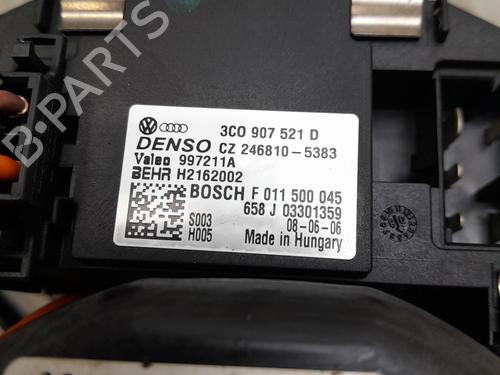 B-PARTS
3C0 907 521 D
DENSO CZ 246810-5383
Valeo 997211A
BEHR H2162002
BOSCH F 011 500 045
658 J 03301359
S003 08-06-06
H005 Made in Hungary